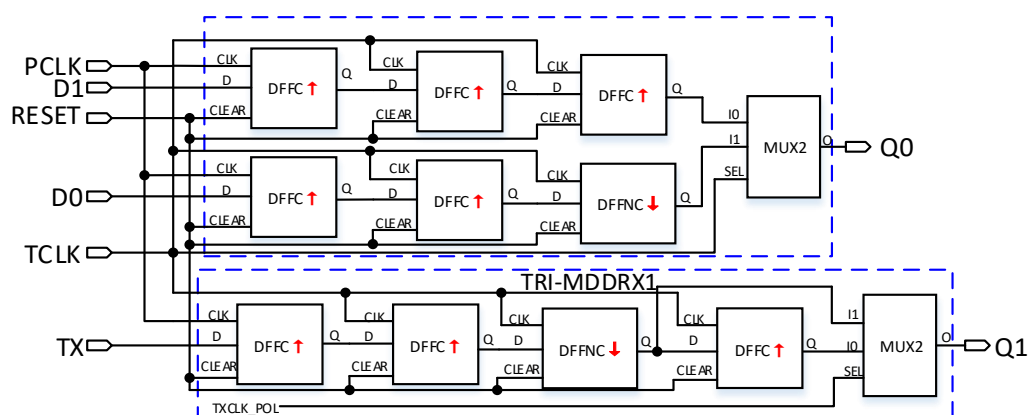 PCLK
D1
RESET
D0
TCLK
TX
CLK
D
CLEAR
DFFC
Q
CLK
D
CLEAR
DFFC
Q
CLK
D
CLEAR
DFFC
Q
I0
I1
SEL
MUX2
O
Q0
CLK
D
CLEAR
DFFC
Q
CLK
D
CLEAR
DFFC
Q
CLK
D
CLEAR
DFFNC
Q
TRI-MDDRX1
CLK
D
CLEAR
DFFC
Q
CLK
D
CLEAR
DFFC
Q
CLK
D
CLEAR
DFFNC
Q
CLK
D
CLEAR
DFFC
Q
I1
I0
SEL
MUX2
O
Q1
TXCLK_POL